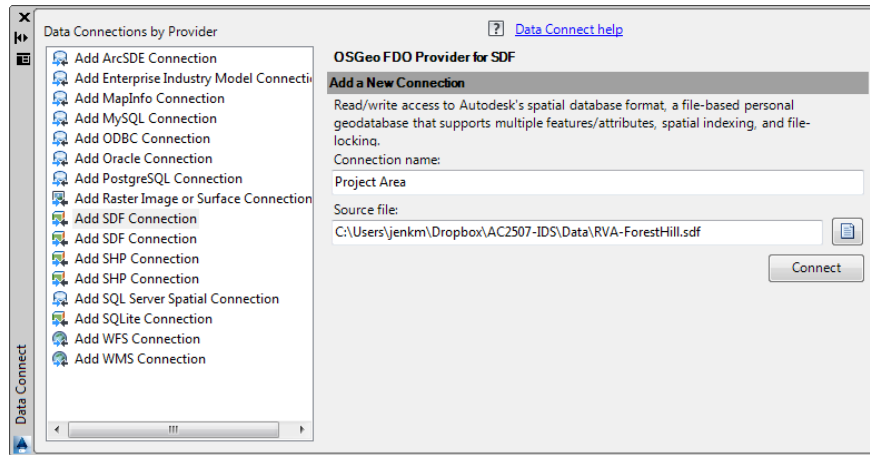 Data Connections by Provider
? Data Connect help
Add ArcSDE Connection
Add Enterprise Industry Model Connecti
Add MapInfo Connection
Add MySQL Connection
Add ODBC Connection
Add Oracle Connection
Add PostgreSQL Connection
Add Raster Image or Surface Connection
Add SDF Connection
Add SDF Connection
Add SHP Connection
Add SHP Connection
Add SQL Server Spatial Connection
Add SQLite Connection
Add WFS Connection
Add WMS Connection
OSGeo FDO Provider for SDF
Add a New Connection
Read/write access to Autodesk's spatial database format, a file-based personal
geodatabase that supports multiple features/attributes, spatial indexing, and file-
locking.
Connection name:
Project Area
Source file:
C:\Users\jenkm\Dropbox\AC2507-IDS\Data\RVA-ForestHill.sdf
Connect
Data Connect